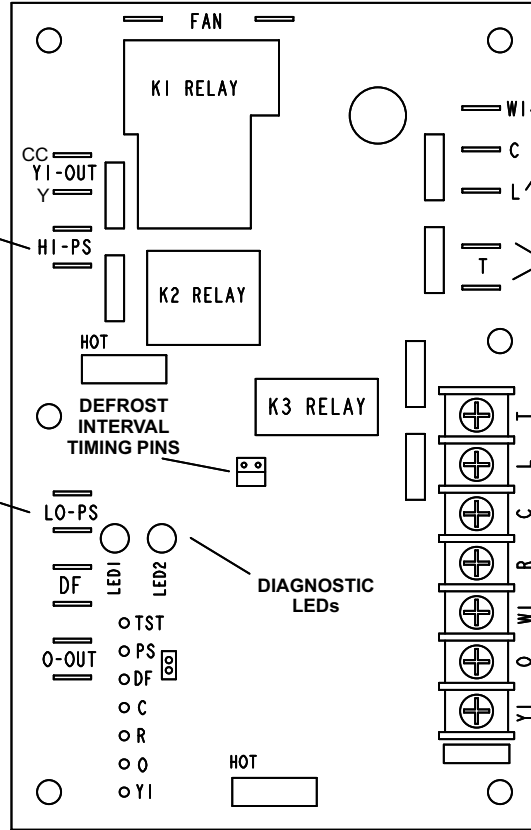 FAN
K1 RELAY
W1
CC
Y1-OUT
Y
C
L
HI-PS
T
K2 RELAY
HOT
DEFROST
INTERVAL
TIMING PINS
K3 RELAY
T
L
C
R
W1
O
Y1
LO-PS
LED1
LED2
DIAGNOSTIC
LEDs
DF
O-OUT
TST
PS
DF
C
R
O
Y1
HOT